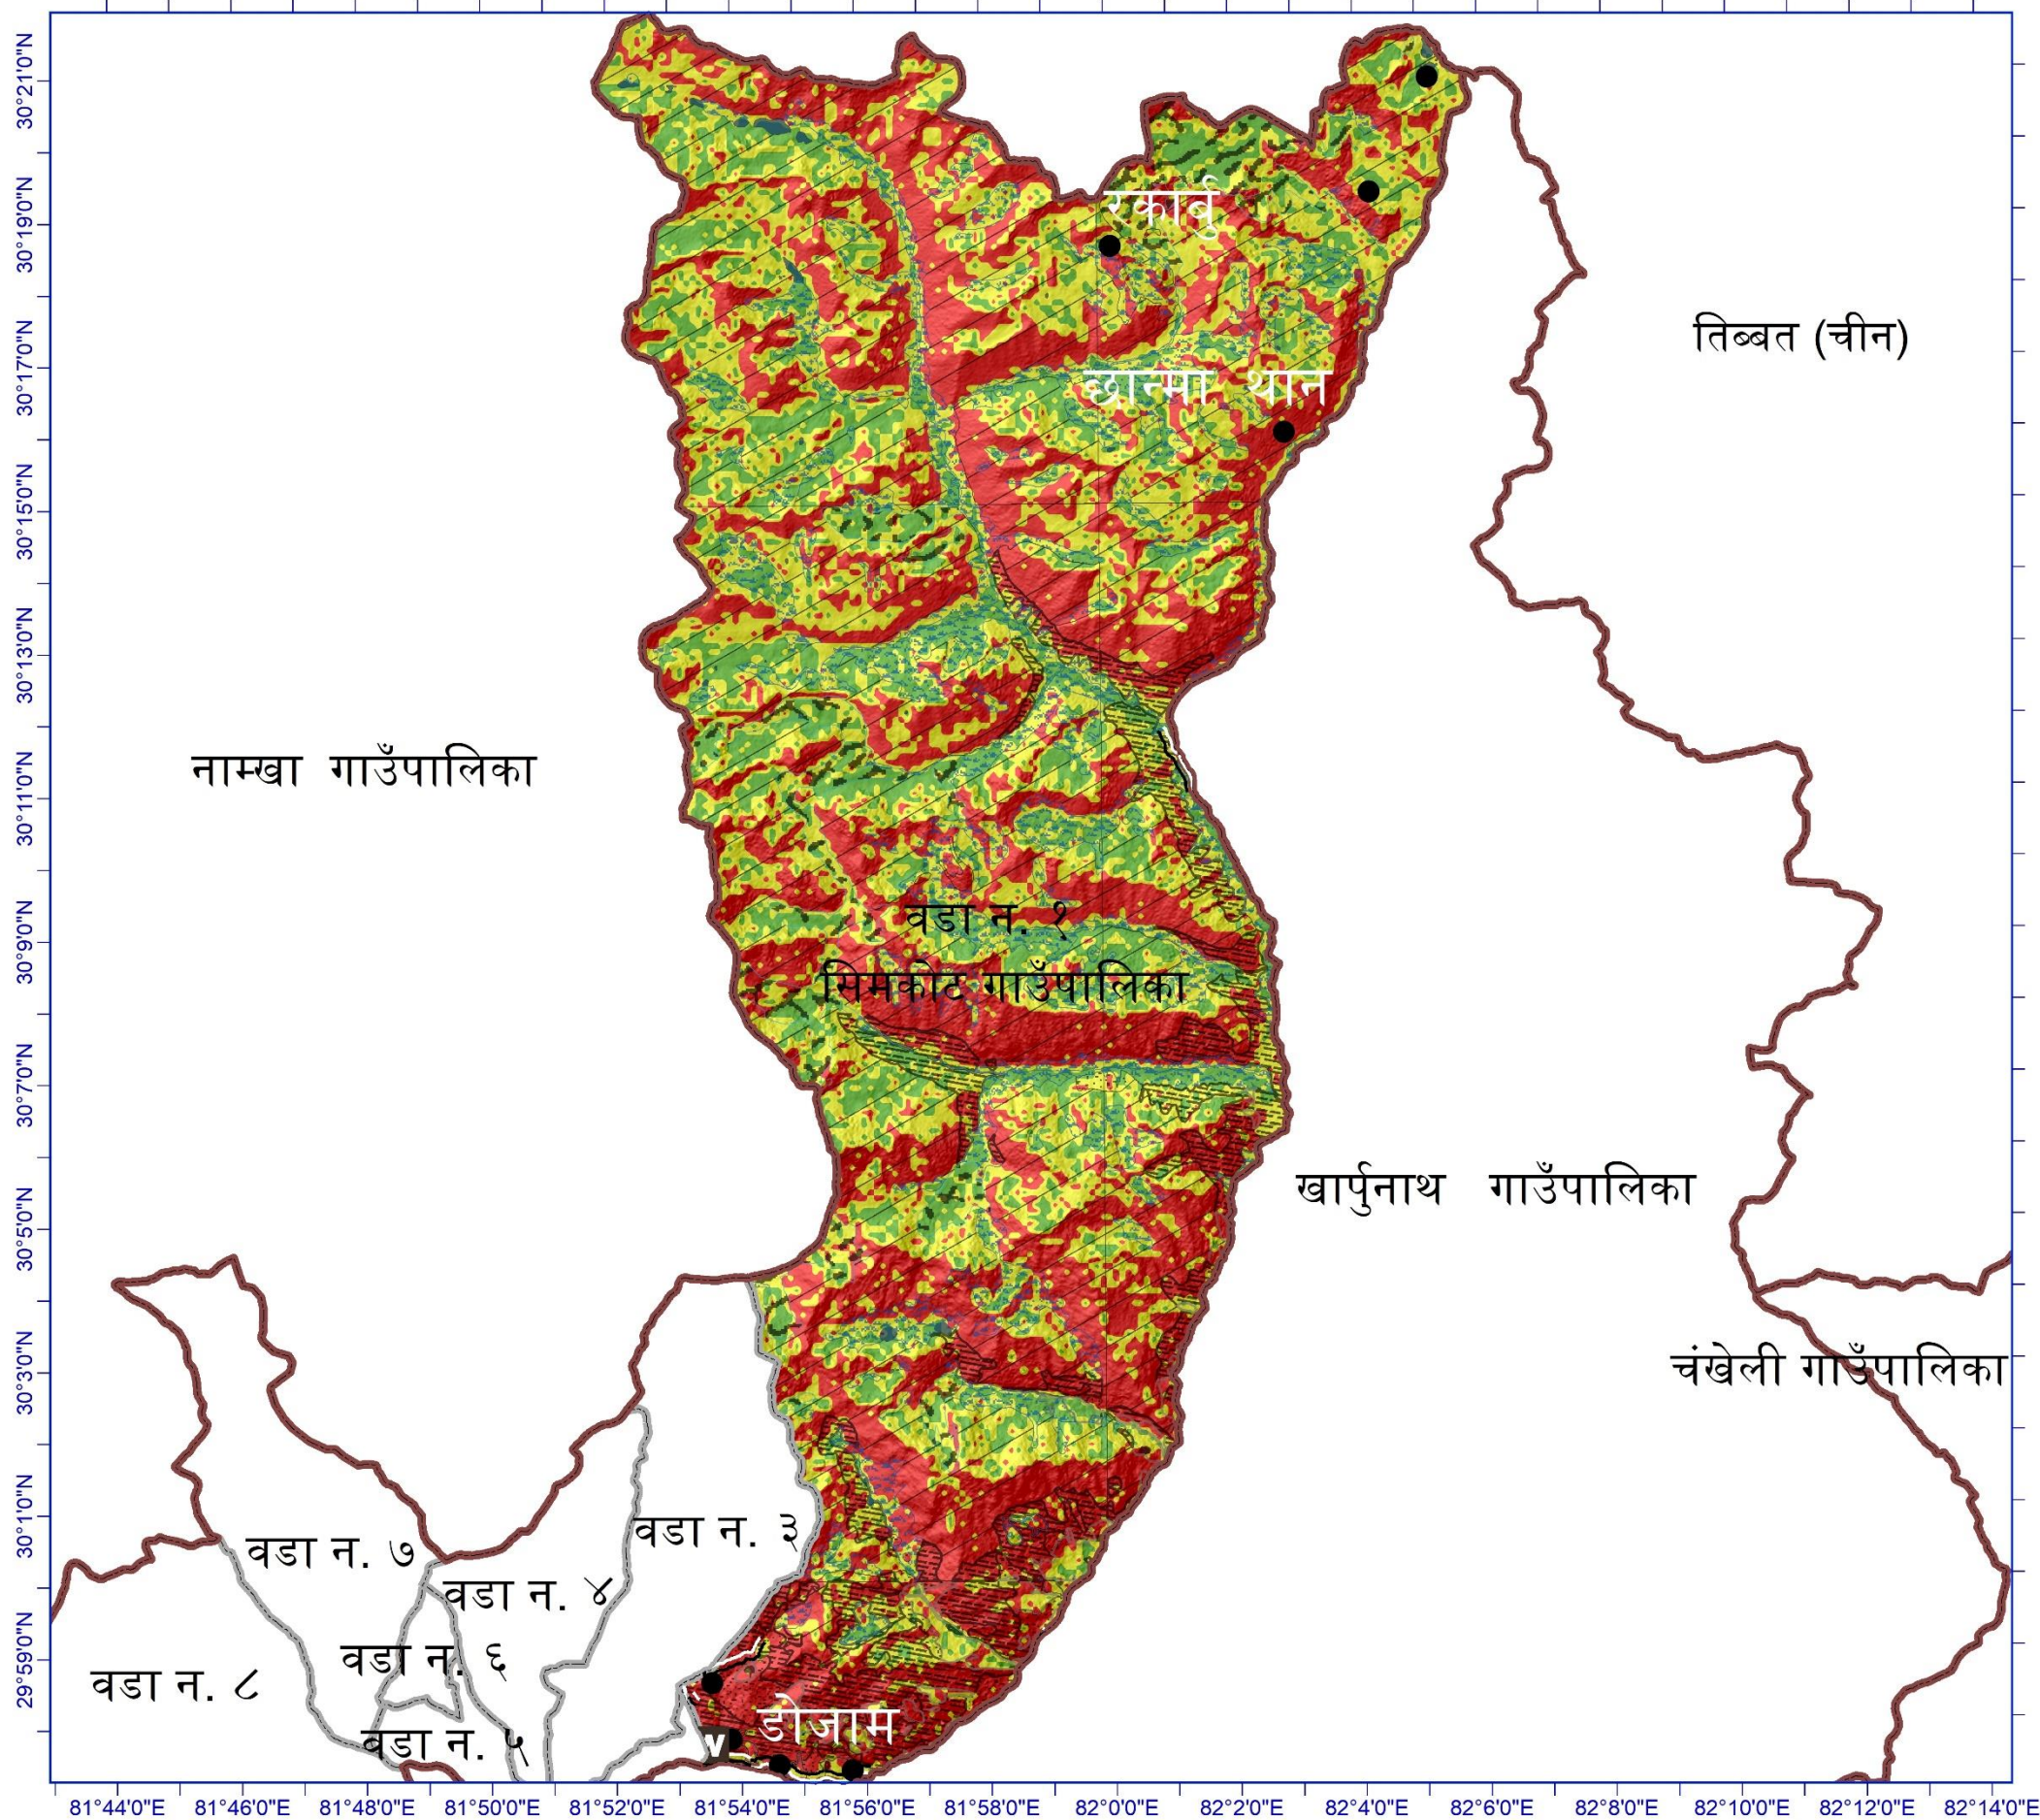 रकार्वु
तिब्बत (चीन)
छान्मा थान
नाम्खा गाउँपालिका
वडा न. १
सिमकोट गाउँपालिका
खार्पुनाथ गाउँपालिका
चंखेली गाउँपालिका
वडा न. ३
वडा न. ७
वडा न. ४
वडा न. ६
वडा न. ८
डोजाम
वडा न. ५
V
30°21'0"N
30°19'0"N
30°17'0"N
30°15'0"N
30°13'0"N
30°11'0"N
30°9'0"N
30°7'0"N
30°5'0"N
30°3'0"N
30°1'0"N
29°59'0"N
81°44'0"E 81°46'0"E 81°48'0"E 81°50'0"E 81°52'0"E 81°54'0"E 81°56'0"E 81°58'0"E 82°0'0"E 82°2'0"E 82°4'0"E 82°6'0"E 82°8'0"E 82°10'0"E 82°12'0"E 82°14'0"E